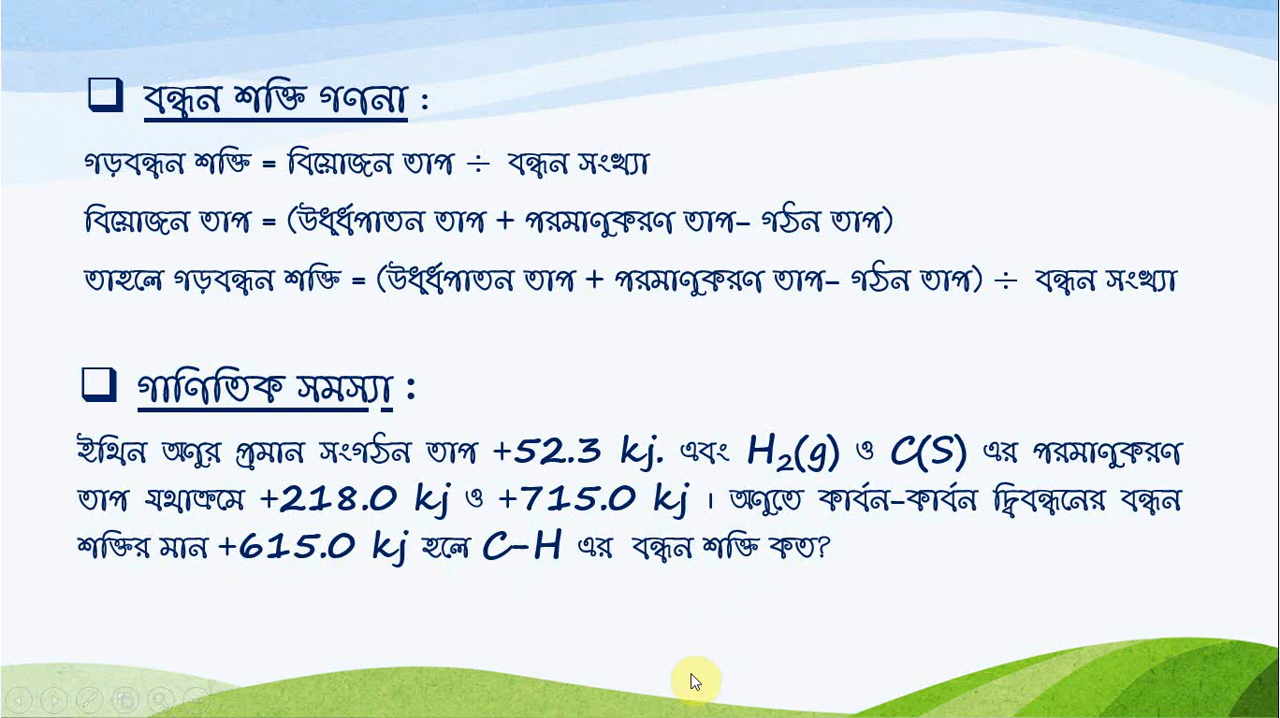 বন্ধন শক্তি গণনা :
গড়বন্ধন শক্তি = বিয়োজন তাপ ÷ বন্ধন সংখ্যা
বিয়োজন তাপ = (উর্ধ্বপাতন তাপ + পরমাণুকরণ তাপ– গঠন তাপ)
তাহলে গড়বন্ধন শক্তি = (উর্ধ্বপাতন তাপ + পরমাণুকরণ তাপ– গঠন তাপ) ÷ বন্ধন সংখ্যা
গাণিতিক সমস্যা :
ইথিন অণুর প্রমান সংগঠন তাপ +52.3 kj. এবং H₂(g) ও C(S) এর পরমাণুকরণ
তাপ যথাক্রমে +218.0 kj ও +715.0 kj । অণুতে কার্বন-কার্বন দ্বিবন্ধনের বন্ধন
শক্তির মান +615.0 kj হলে C-H এর বন্ধন শক্তি কত?